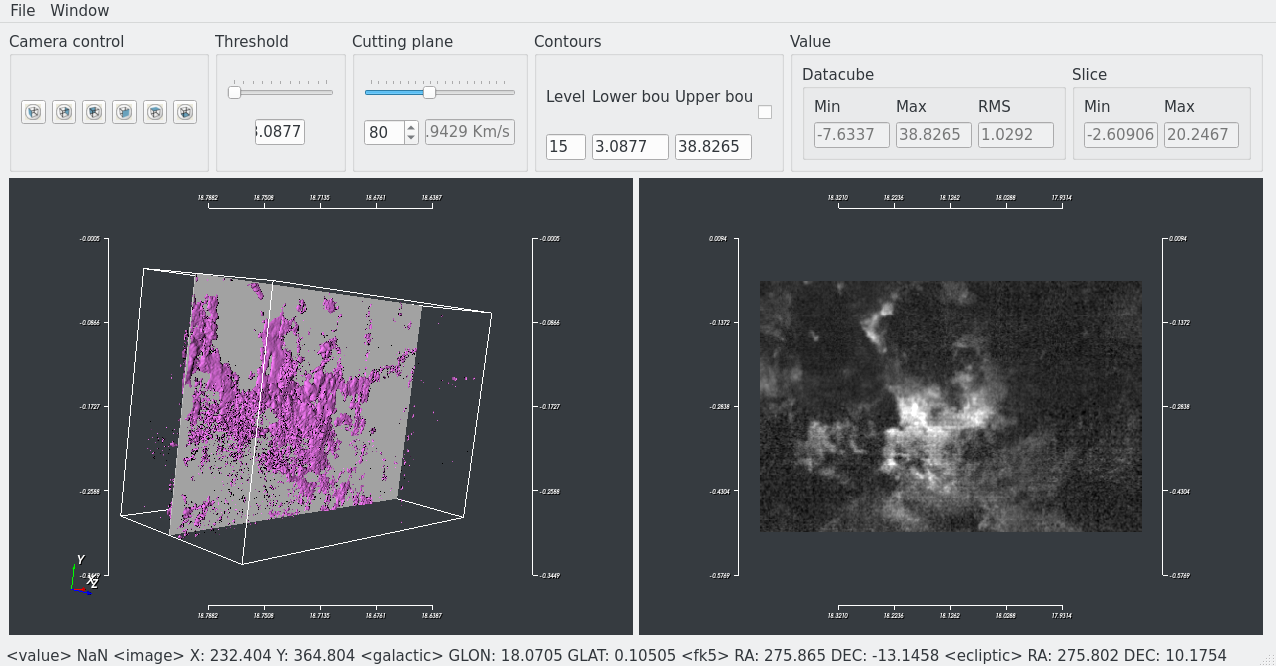 File Window
Camera control Threshold Cutting plane Contours Value
Datacube Slice
Level Lower bou Upper bou Min Max RMS Min Max
3.0877 80 .9429 Km/s 15 3.0877 38.8265 -7.6337 38.8265 1.0292 -2.60906 20.2467
18.7882 18.7508 18.7135 18.6761 18.6387
18.3210 18.2236 18.1262 18.0288 17.9314
-0.0005 -0.0005 0.0094 0.0094
-0.0866 -0.0866 -0.1372 -0.1372
-0.1727 -0.1727 -0.2838 -0.2838
-0.2588 -0.2588 -0.4304 -0.4304
Y
X Z
-0.3449 -0.3449 -0.5769 -0.5769
18.7882 18.7508 18.7135 18.6761 18.6387
18.3210 18.2236 18.1262 18.0288 17.9314
<value> NaN <image> X: 232.404 Y: 364.804 <galactic> GLON: 18.0705 GLAT: 0.10505 <fk5> RA: 275.865 DEC: -13.1458 <ecliptic> RA: 275.802 DEC: 10.1754